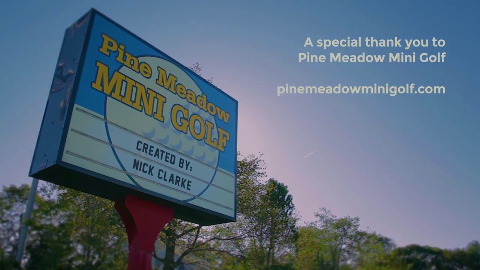 Pine Meadow
MINI GOLF
CREATED BY:
NICK CLARKE
A special thank you to
Pine Meadow Mini Golf
pinemeadowminigolf.com